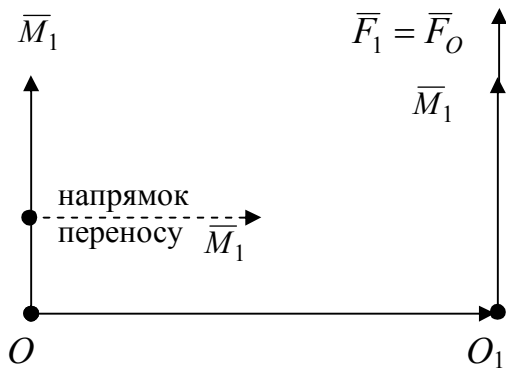 M̅₁
F̅₁ = F̅_O
M̅₁
напрямок
переносу M̅₁
O O₁